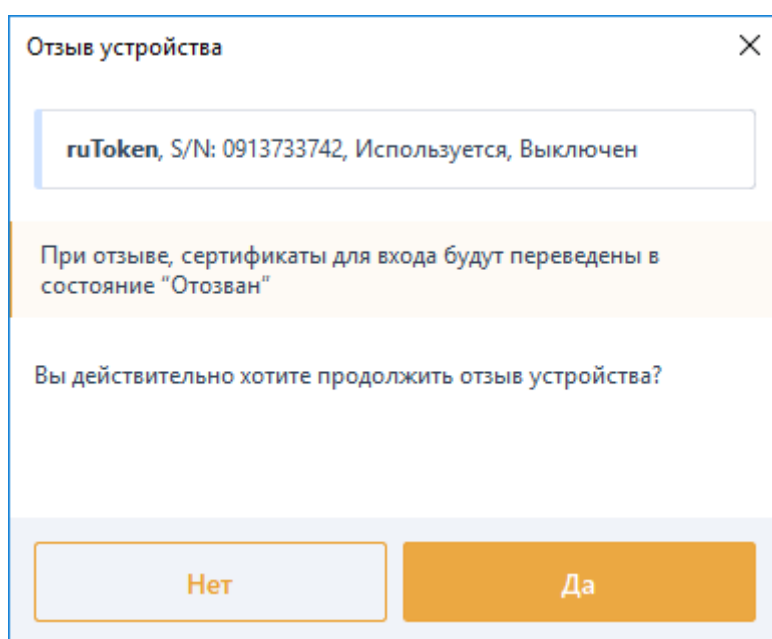 Отзыв устройства
ruToken, S/N: 0913733742, Используется, Выключен
При отзыве, сертификаты для входа будут переведены в
состояние “Отозван”
Вы действительно хотите продолжить отзыв устройства?
Нет
Да